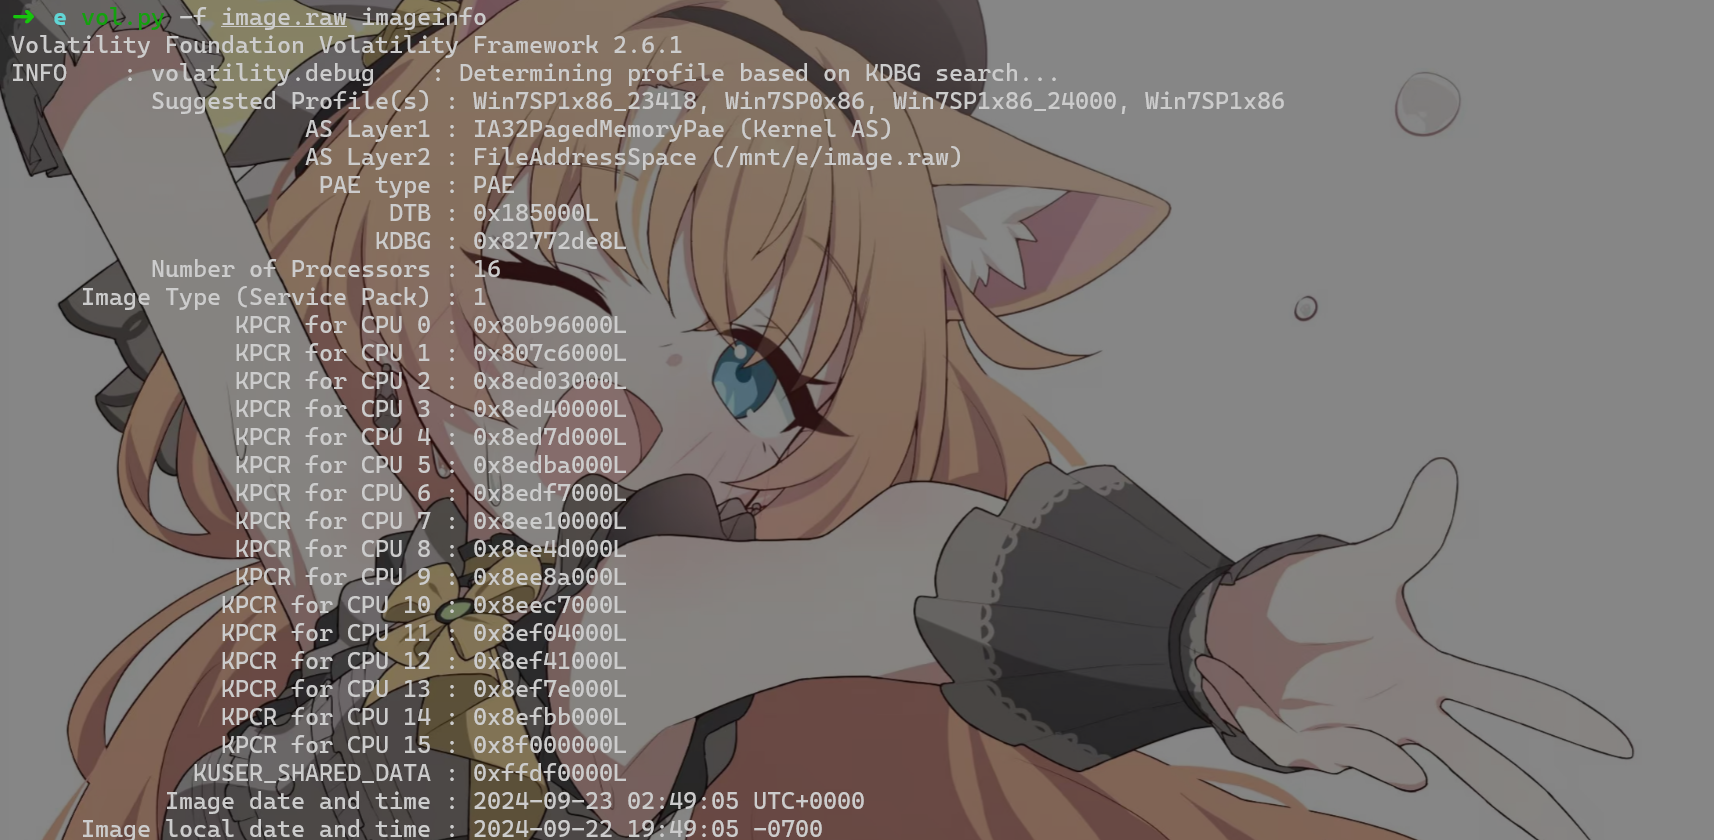 ➜ e vol.py -f image.raw imageinfo
Volatility Foundation Volatility Framework 2.6.1
INFO    : volatility.debug    : Determining profile based on KDBG search...
          Suggested Profile(s) : Win7SP1x86_23418, Win7SP0x86, Win7SP1x86_24000, Win7SP1x86
                     AS Layer1 : IA32PagedMemoryPae (Kernel AS)
                     AS Layer2 : FileAddressSpace (/mnt/e/image.raw)
                      PAE type : PAE
                           DTB : 0x185000L
                          KDBG : 0x82772de8L
          Number of Processors : 16
     Image Type (Service Pack) : 1
                KPCR for CPU 0 : 0x80b96000L
                KPCR for CPU 1 : 0x807c6000L
                KPCR for CPU 2 : 0x8ed03000L
                KPCR for CPU 3 : 0x8ed40000L
                KPCR for CPU 4 : 0x8ed7d000L
                KPCR for CPU 5 : 0x8edba000L
                KPCR for CPU 6 : 0x8edf7000L
                KPCR for CPU 7 : 0x8ee10000L
                KPCR for CPU 8 : 0x8ee4d000L
                KPCR for CPU 9 : 0x8ee8a000L
               KPCR for CPU 10 : 0x8eec7000L
               KPCR for CPU 11 : 0x8ef04000L
               KPCR for CPU 12 : 0x8ef41000L
               KPCR for CPU 13 : 0x8ef7e000L
               KPCR for CPU 14 : 0x8efbb000L
               KPCR for CPU 15 : 0x8f000000L
             KUSER_SHARED_DATA : 0xffdf0000L
           Image date and time : 2024-09-23 02:49:05 UTC+0000
     Image local date and time : 2024-09-22 19:49:05 -0700